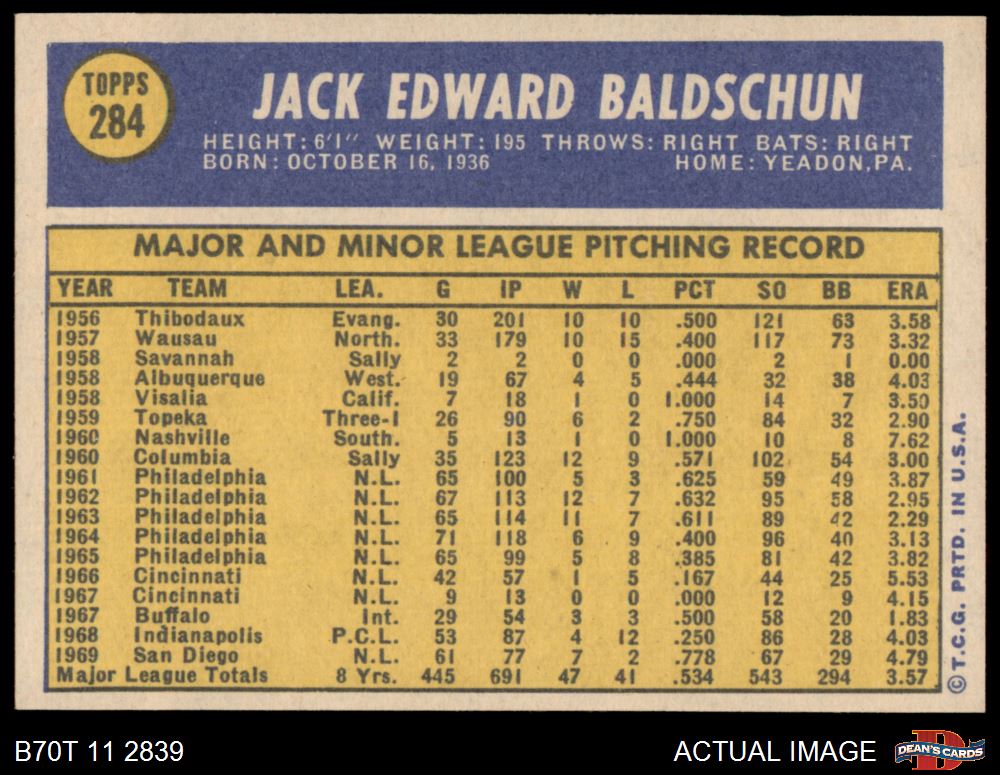 TOPPS
284
JACK EDWARD BALDSCHUN
HEIGHT: 6'1" WEIGHT: 195 THROWS: RIGHT BATS: RIGHT
BORN: OCTOBER 16, 1936 HOME: YEADON, PA.
MAJOR AND MINOR LEAGUE PITCHING RECORD
YEAR TEAM LEA. G IP W L PCT SO BB ERA
1956 Thibodaux Evang. 30 201 10 10 .500 121 63 3.58
1957 Wausau North. 33 179 10 15 .400 117 73 3.32
1958 Savannah Sally 2 2 0 0 .000 2 1 0.00
1958 Albuquerque West. 19 67 4 5 .444 32 38 4.03
1958 Visalia Calif. 7 18 1 0 1.000 14 7 3.50
1959 Topeka Three-I 26 90 6 2 .750 84 32 2.90
1960 Nashville South. 5 13 1 0 1.000 10 8 7.62
1960 Columbia Sally 35 123 12 9 .571 102 54 3.00
1961 Philadelphia N.L. 65 100 5 3 .625 59 49 3.87
1962 Philadelphia N.L. 67 113 12 7 .632 95 58 2.95
1963 Philadelphia N.L. 65 114 11 7 .611 89 42 2.29
1964 Philadelphia N.L. 71 118 6 9 .400 96 40 3.13
1965 Philadelphia N.L. 65 99 5 8 .385 81 42 3.82
1966 Cincinnati N.L. 42 57 1 5 .167 44 25 5.53
1967 Cincinnati N.L. 9 13 0 0 .000 12 9 4.15
1967 Buffalo Int. 29 54 3 3 .500 58 20 1.83
1968 Indianapolis P.C.L. 53 87 4 12 .250 86 28 4.03
1969 San Diego N.L. 61 77 7 2 .778 67 29 4.79
Major League Totals 8 Yrs. 445 691 47 41 .534 543 294 3.57
© T.C.G. PRTD. IN U.S.A.
B70T 11 2839
ACTUAL IMAGE
DEAN'S CARDS